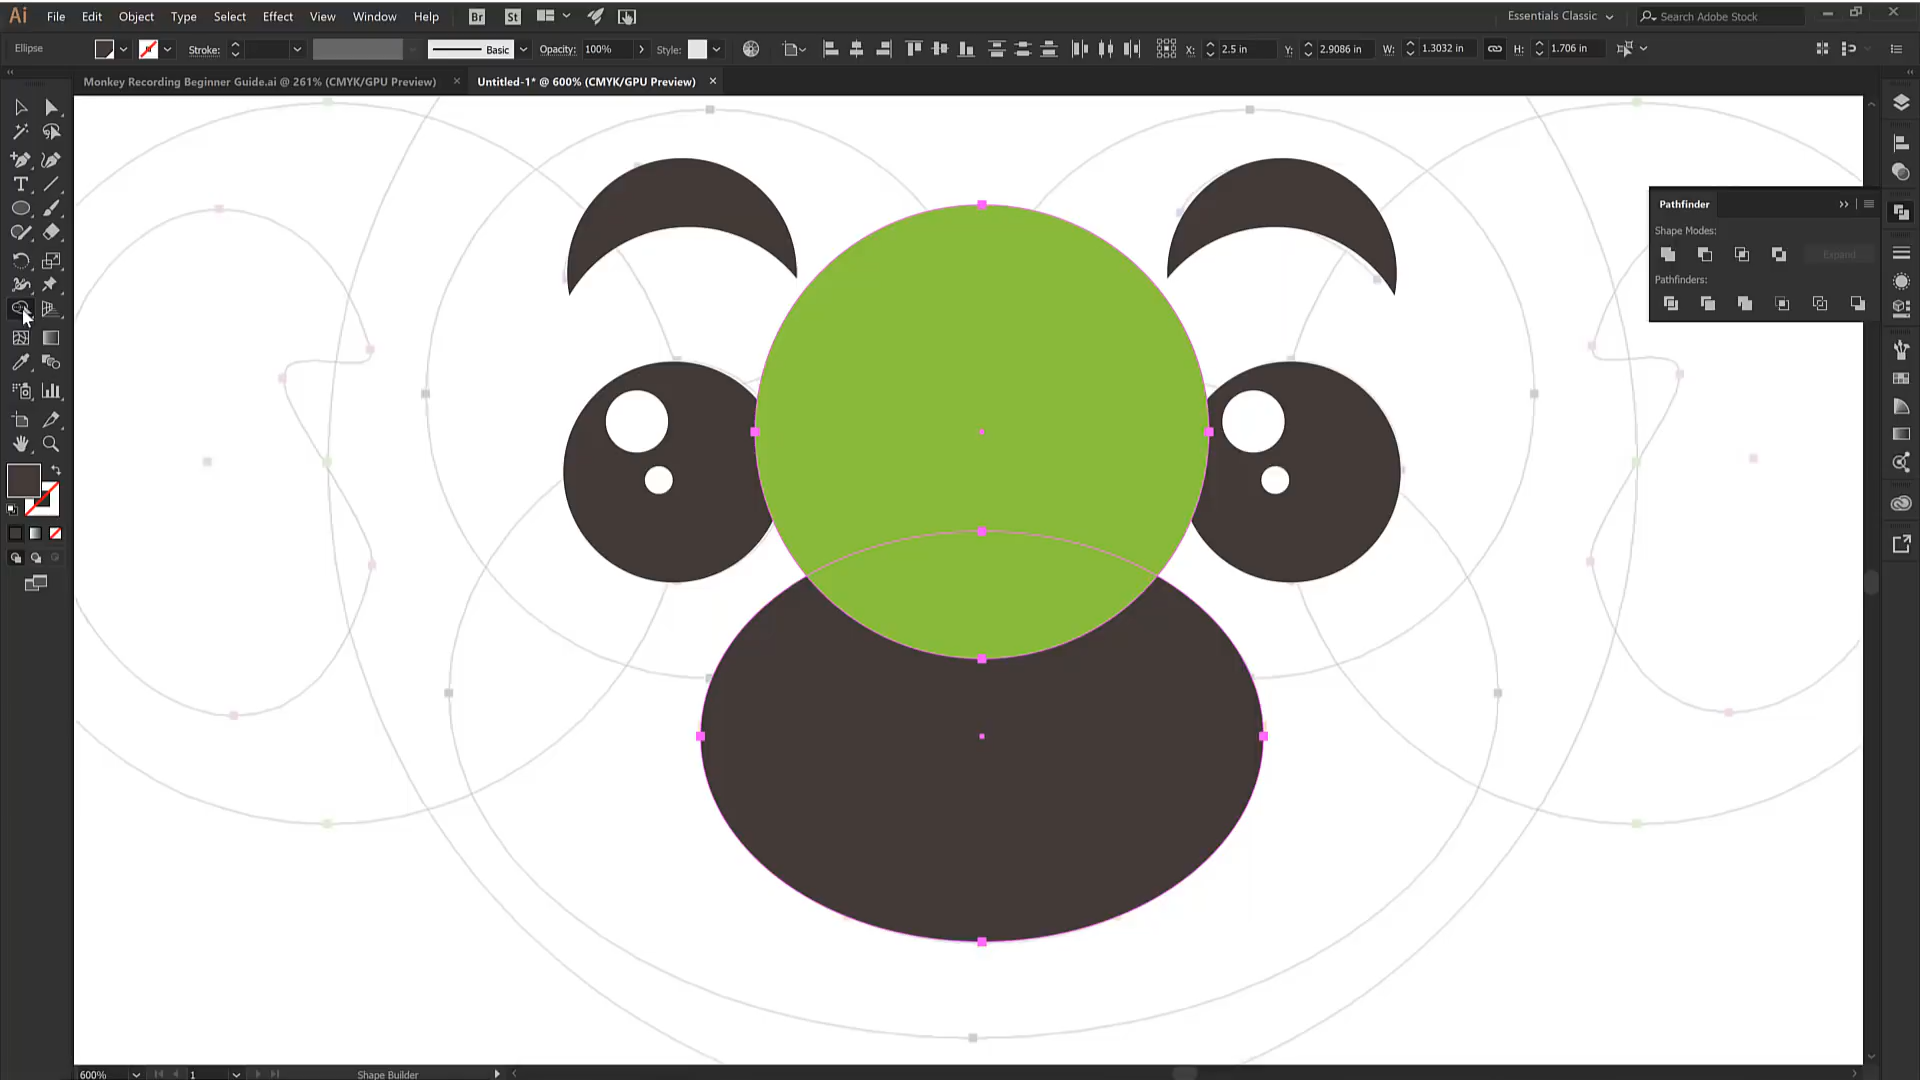 Ai File Edit Object Type Select Effect View Window Help Br St Essentials Classic Search Adobe Stock
Ellipse Stroke: Basic Opacity: 100% Style: X: 2.5 in Y: 2.9086 in W: 1.3032 in H: 1.706 in
Monkey Recording Beginner Guide.ai @ 261% (CMYK/GPU Preview) × Untitled-1* @ 600% (CMYK/GPU Preview) ×
Pathfinder
Shape Modes:
Expand
Pathfinders:
600% 1 Shape Builder